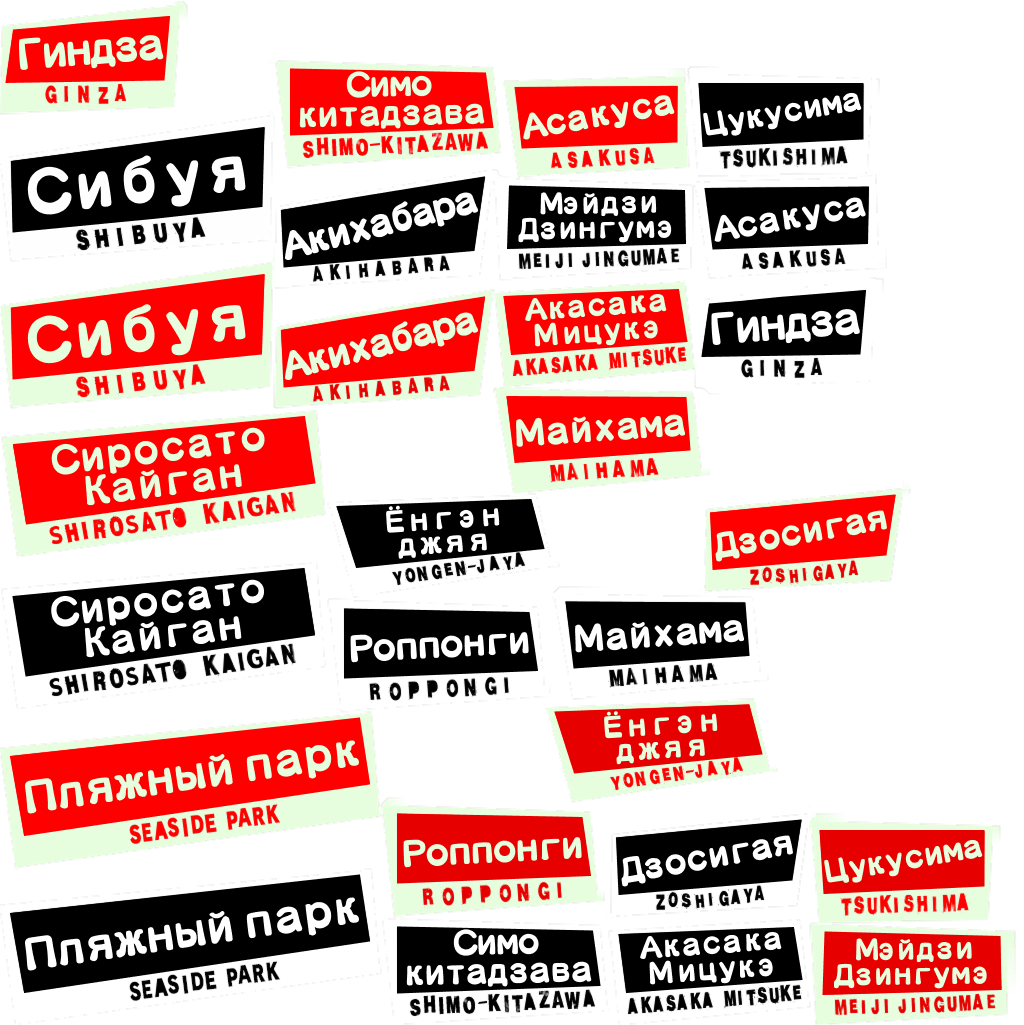 Гиндза
GINZA
Симо
китадзава
SHIMO-KITAZAWA
Асакуса
ASAKUSA
Цукусима
TSUKISHIMA
Сибуя
SHIBUYA
Акихабара
AKIHABARA
Мэйдзи
Дзингумэ
MEIJI JINGUMAE
Асакуса
ASAKUSA
Сибуя
SHIBUYA
Акихабара
AKIHABARA
Акасака
Мицукэ
AKASAKA MITSUKE
Гиндза
GINZA
Майхама
MAIHAMA
Сиросато
Кайган
SHIROSATO KAIGAN
Ёнгэн
джяя
YONGEN-JAYA
Дзосигая
ZOSHIGAYA
Сиросато
Кайган
SHIROSATO KAIGAN
Роппонги
ROPPONGI
Майхама
MAIHAMA
Пляжный парк
SEASIDE PARK
Ёнгэн
джяя
YONGEN-JAYA
Роппонги
ROPPONGI
Дзосигая
ZOSHIGAYA
Цукусима
TSUKISHIMA
Пляжный парк
SEASIDE PARK
Симо
китадзава
SHIMO-KITAZAWA
Акасака
Мицукэ
AKASAKA MITSUKE
Мэйдзи
Дзингумэ
MEIJI JINGUMAE